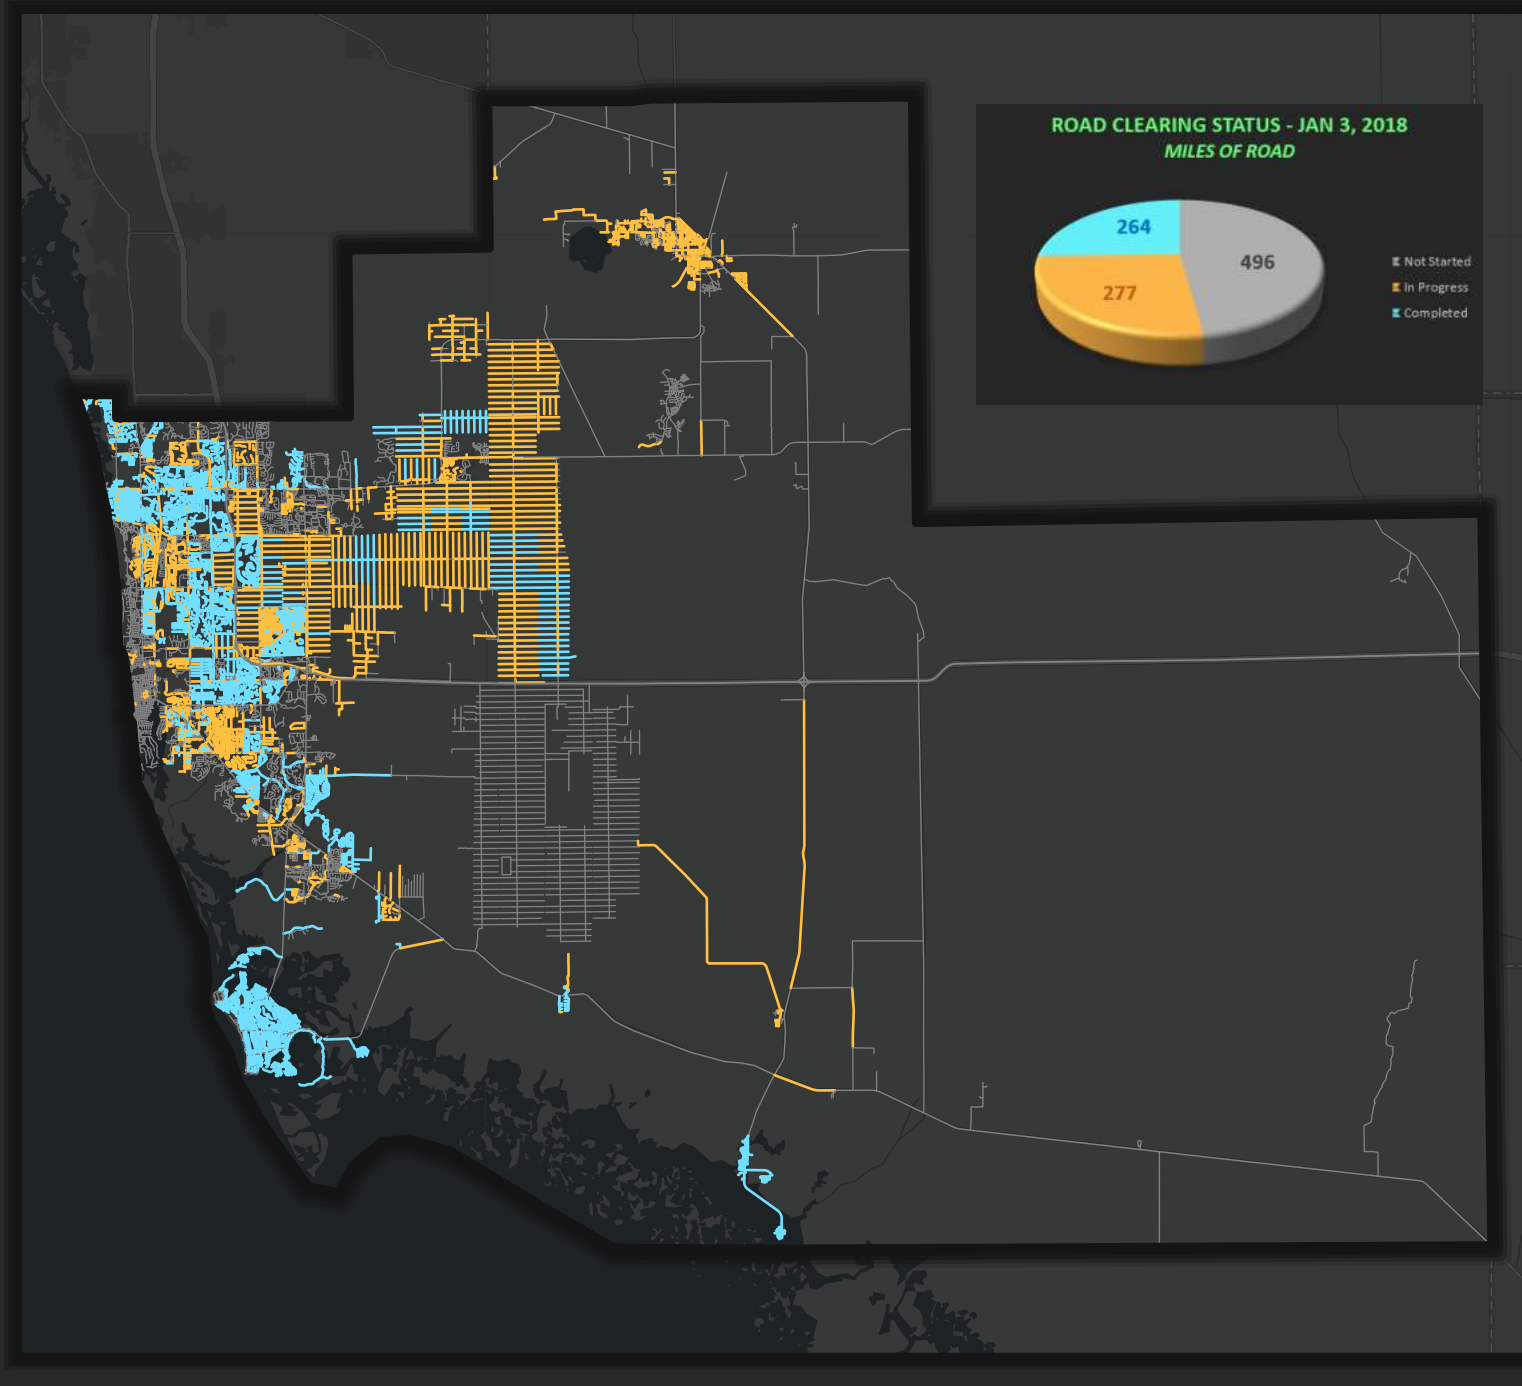 ROAD CLEARING STATUS - JAN 3, 2018
MILES OF ROAD
264
496
277
Not Started
In Progress
Completed